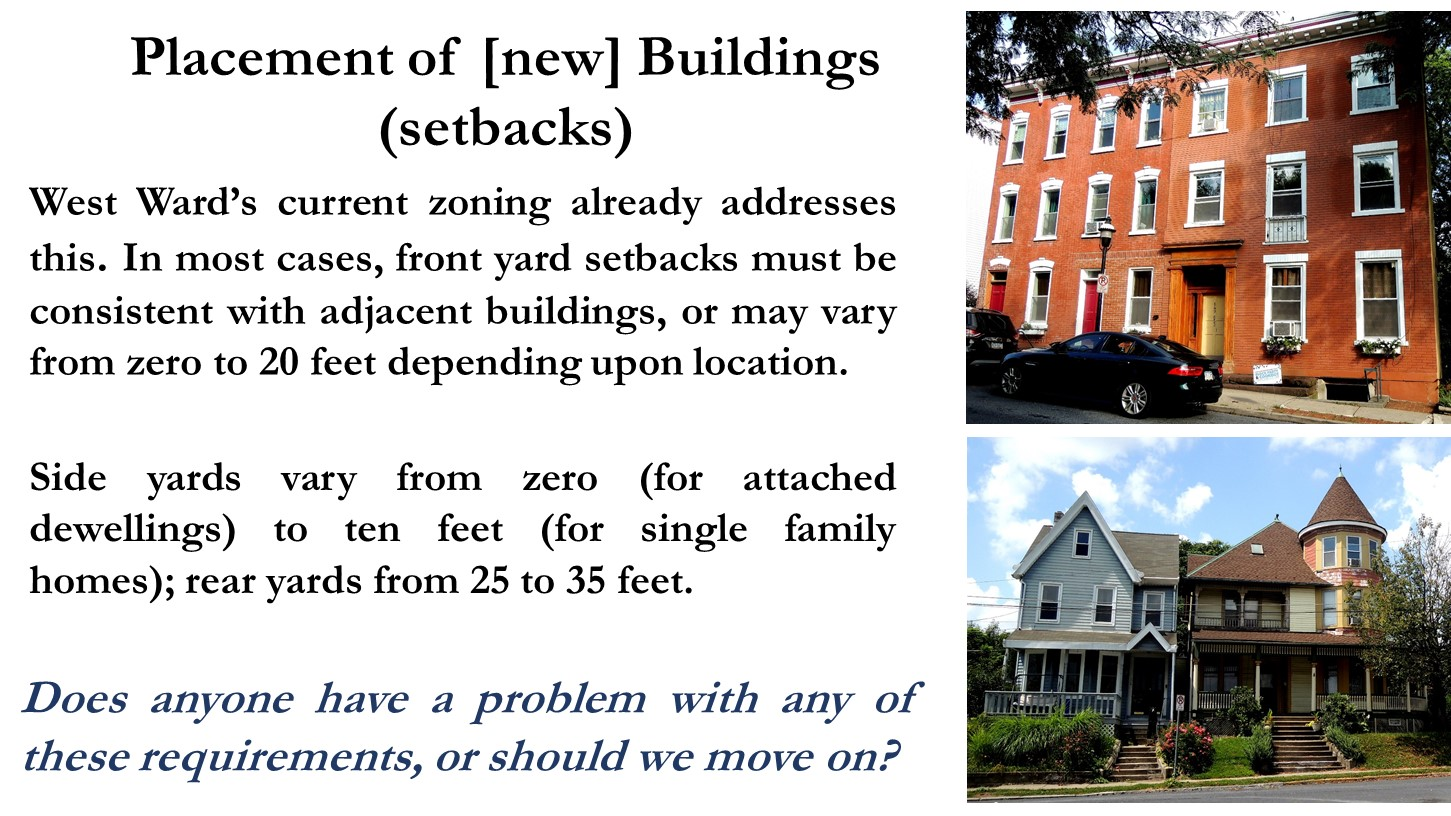 Placement of [new] Buildings
(setbacks)
West Ward’s current zoning already addresses
this. In most cases, front yard setbacks must be
consistent with adjacent buildings, or may vary
from zero to 20 feet depending upon location.
Side yards vary from zero (for attached
dewellings) to ten feet (for single family
homes); rear yards from 25 to 35 feet.
Does anyone have a problem with any of
these requirements, or should we move on?